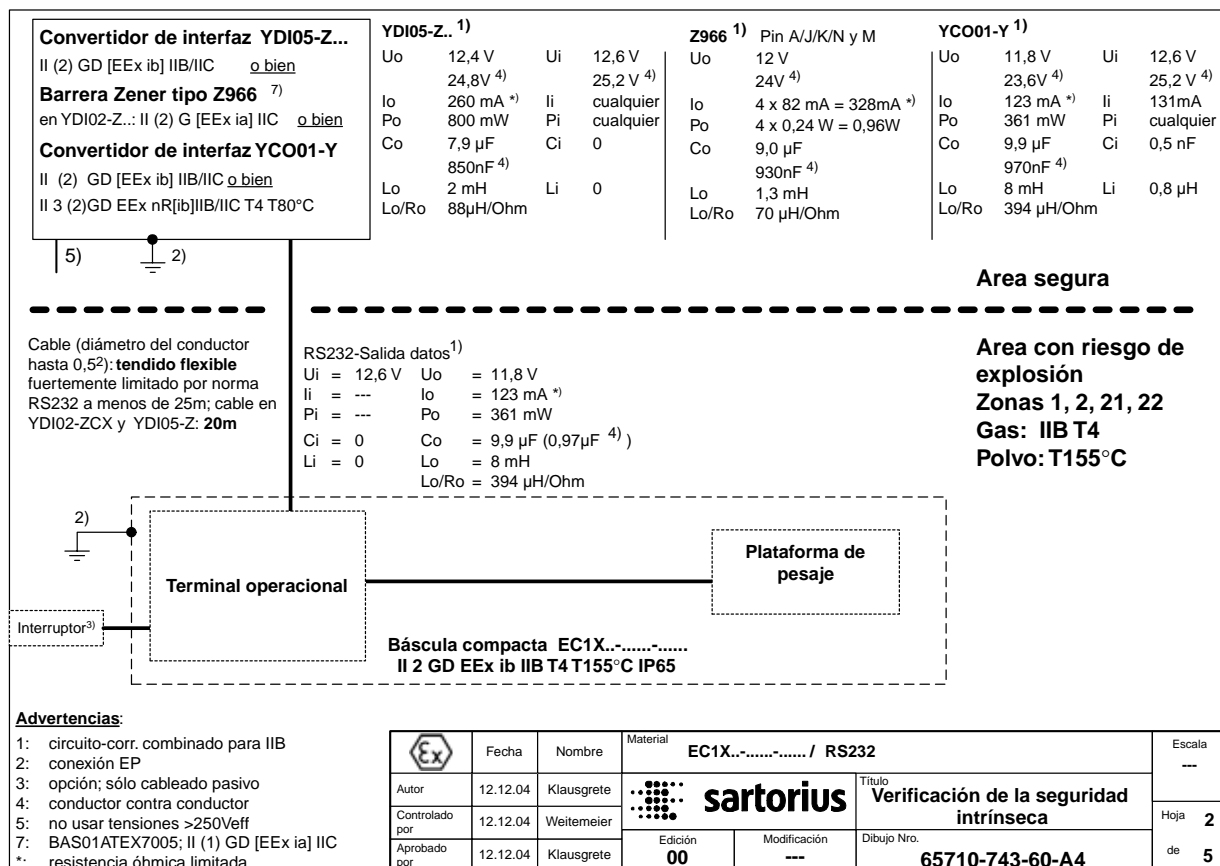 Convertidor de interfaz YDI05-Z...
II (2) GD [EEx ib] IIB/IIC o bien
Barrera Zener tipo Z966 7)
en YDI02-Z..: II (2) G [EEx ia] IIC o bien
Convertidor de interfaz YCO01-Y
II (2) GD [EEx ib] IIB/IIC o bien
II 3 (2)GD EEx nR[ib]IIB/IIC T4 T80°C
5)
2)
YDI05-Z.. 1)
Uo 12,4 V Ui 12,6 V
24,8V 4) 25,2 V 4)
Io 260 mA *) Ii cualquier
Po 800 mW Pi cualquier
Co 7,9 µF Ci 0
850nF 4)
Lo 2 mH Li 0
Lo/Ro 88µH/Ohm
Z966 1) Pin A/J/K/N y M
Uo 12 V
24V 4)
Io 4 x 82 mA = 328mA *)
Po 4 x 0,24 W = 0,96W
Co 9,0 µF
930nF 4)
Lo 1,3 mH
Lo/Ro 70 µH/Ohm
YCO01-Y 1)
Uo 11,8 V Ui 12,6 V
23,6V 4) 25,2 V 4)
Io 123 mA *) Ii 131mA
Po 361 mW Pi cualquier
Co 9,9 µF Ci 0,5 nF
970nF 4)
Lo 8 mH Li 0,8 µH
Lo/Ro 394 µH/Ohm
Area segura
Cable (diámetro del conductor
hasta 0,5²): tendido flexible
fuertemente limitado por norma
RS232 a menos de 25m; cable en
YDI02-ZCX y YDI05-Z: 20m
RS232-Salida datos1)
Ui = 12,6 V Uo = 11,8 V
Ii = --- Io = 123 mA *)
Pi = --- Po = 361 mW
Ci = 0 Co = 9,9 µF (0,97µF 4) )
Li = 0 Lo = 8 mH
Lo/Ro = 394 µH/Ohm
Area con riesgo de
explosión
Zonas 1, 2, 21, 22
Gas: IIB T4
Polvo: T155°C
2)
Terminal operacional
Plataforma de
pesaje
Interruptor3)
Báscula compacta EC1X..-......-......
II 2 GD EEx ib IIB T4 T155°C IP65
Advertencias:
1: circuito-corr. combinado para IIB
2: conexión EP
3: opción; sólo cableado pasivo
4: conductor contra conductor
5: no usar tensiones >250Veff
7: BAS01ATEX7005; II (1) GD [EEx ia] IIC
*: resistencia óhmica limitada
Ex Fecha Nombre
Autor 12.12.04 Klausgrete
Controlado
por 12.12.04 Weitemeier
Aprobado
por 12.12.04 Klausgrete
Material
EC1X..-......-...... / RS232
Escala
---
sartorius
Título
Verificación de la seguridad
intrínseca
Hoja 2
Edición
00
Modificación
---
Dibujo Nro.
65710-743-60-A4
de 5